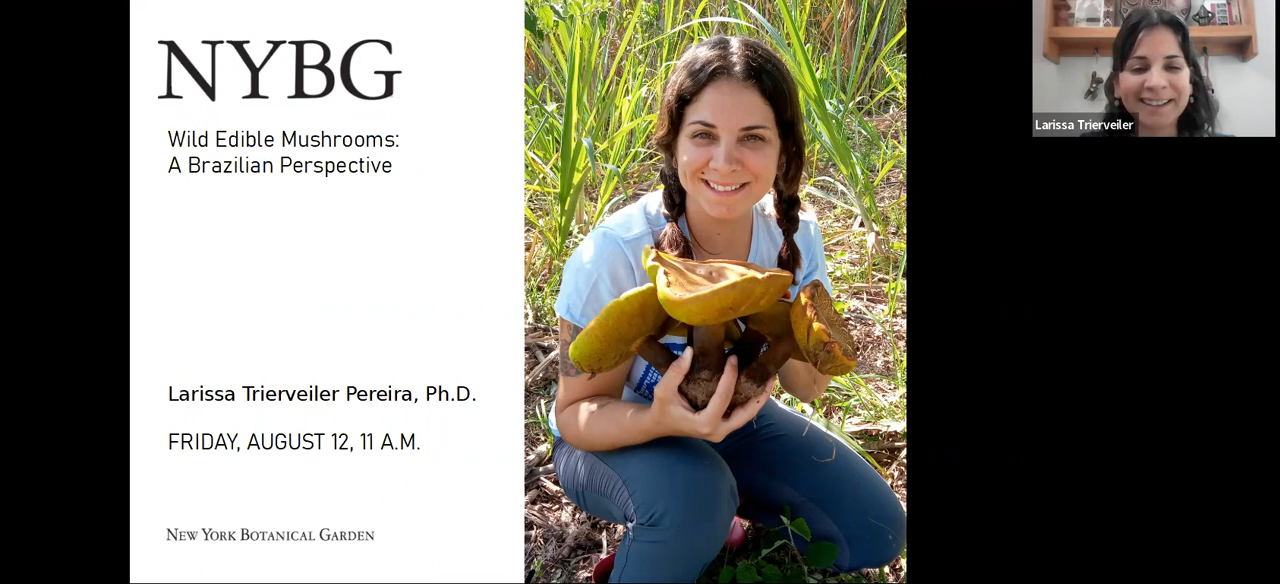 NYBG
Wild Edible Mushrooms:
A Brazilian Perspective
Larissa Trierveiler Pereira, Ph.D.
FRIDAY, AUGUST 12, 11 A.M.
NEW YORK BOTANICAL GARDEN
Larissa Trierveiler